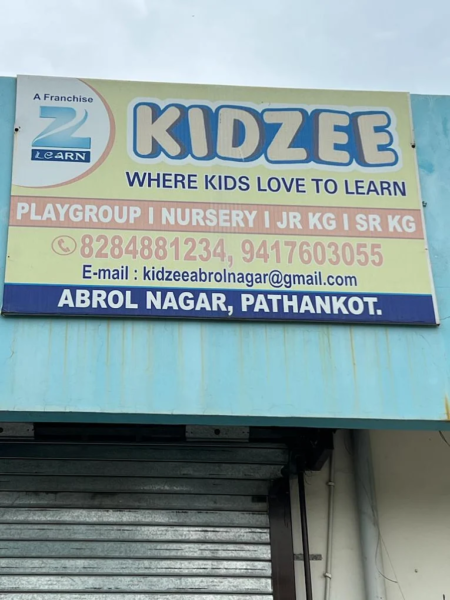 A Franchise
Z
LEARN
KIDZEE
WHERE KIDS LOVE TO LEARN
PLAYGROUP I NURSERY I JR KG I SR KG
8284881234, 9417603055
E-mail : kidzeeabrolnagar@gmail.com
ABROL NAGAR, PATHANKOT.